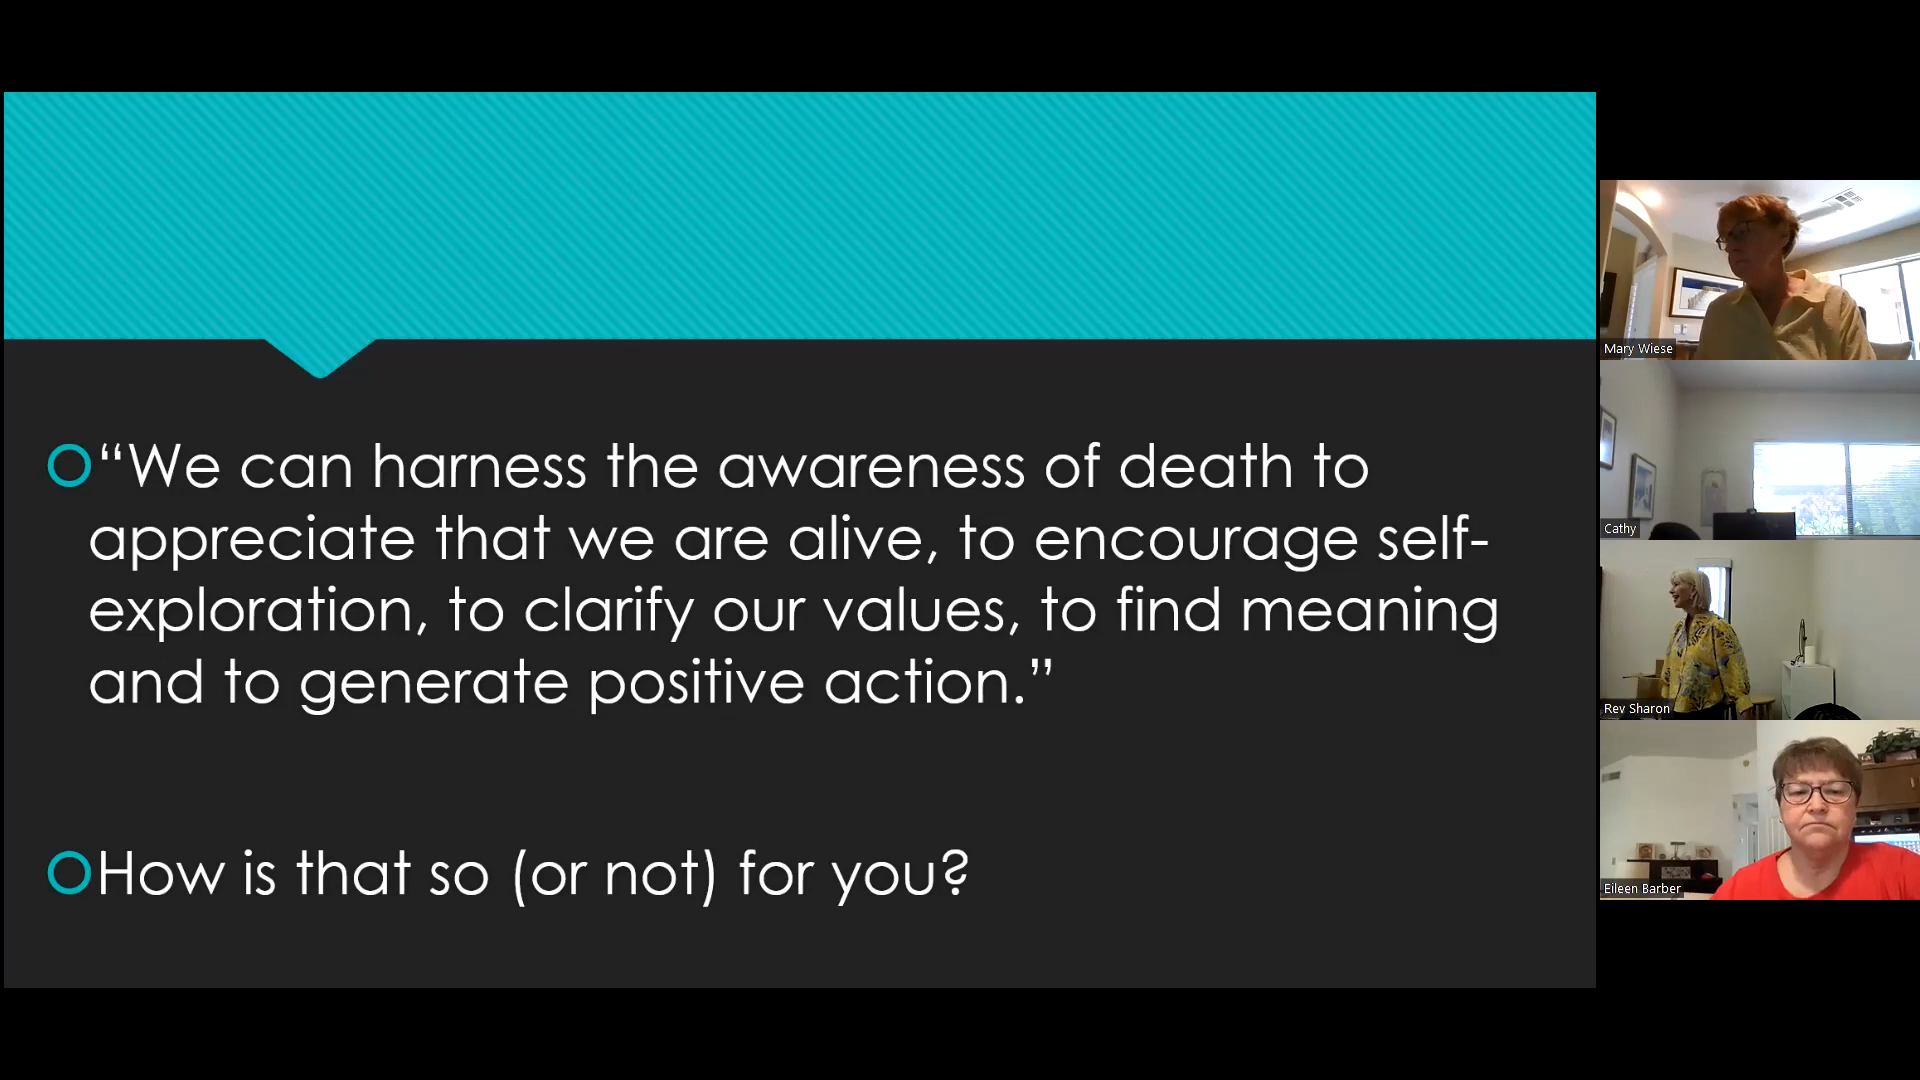 “We can harness the awareness of death to
appreciate that we are alive, to encourage self-
exploration, to clarify our values, to find meaning
and to generate positive action.”
How is that so (or not) for you?
Mary Wiese
Cathy
Rev Sharon
Eileen Barber